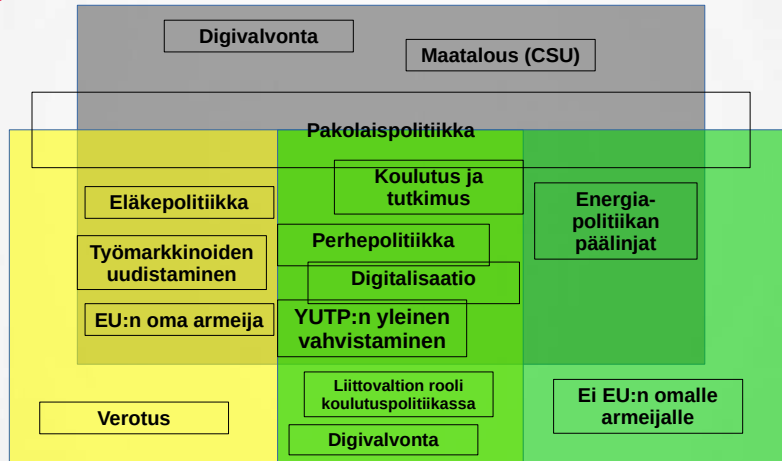 Digivalvonta
Maatalous (CSU)
Pakolaispolitiikka
Koulutus ja
tutkimus
Eläkepolitiikka
Energia-
politiikan
päälinjat
Perhepolitiikka
Työmarkkinoiden
uudistaminen
Digitalisaatio
EU:n oma armeija
YUTP:n yleinen
vahvistaminen
Liittovaltion rooli
koulutuspolitiikassa
Ei EU:n omalle
armeijalle
Verotus
Digivalvonta